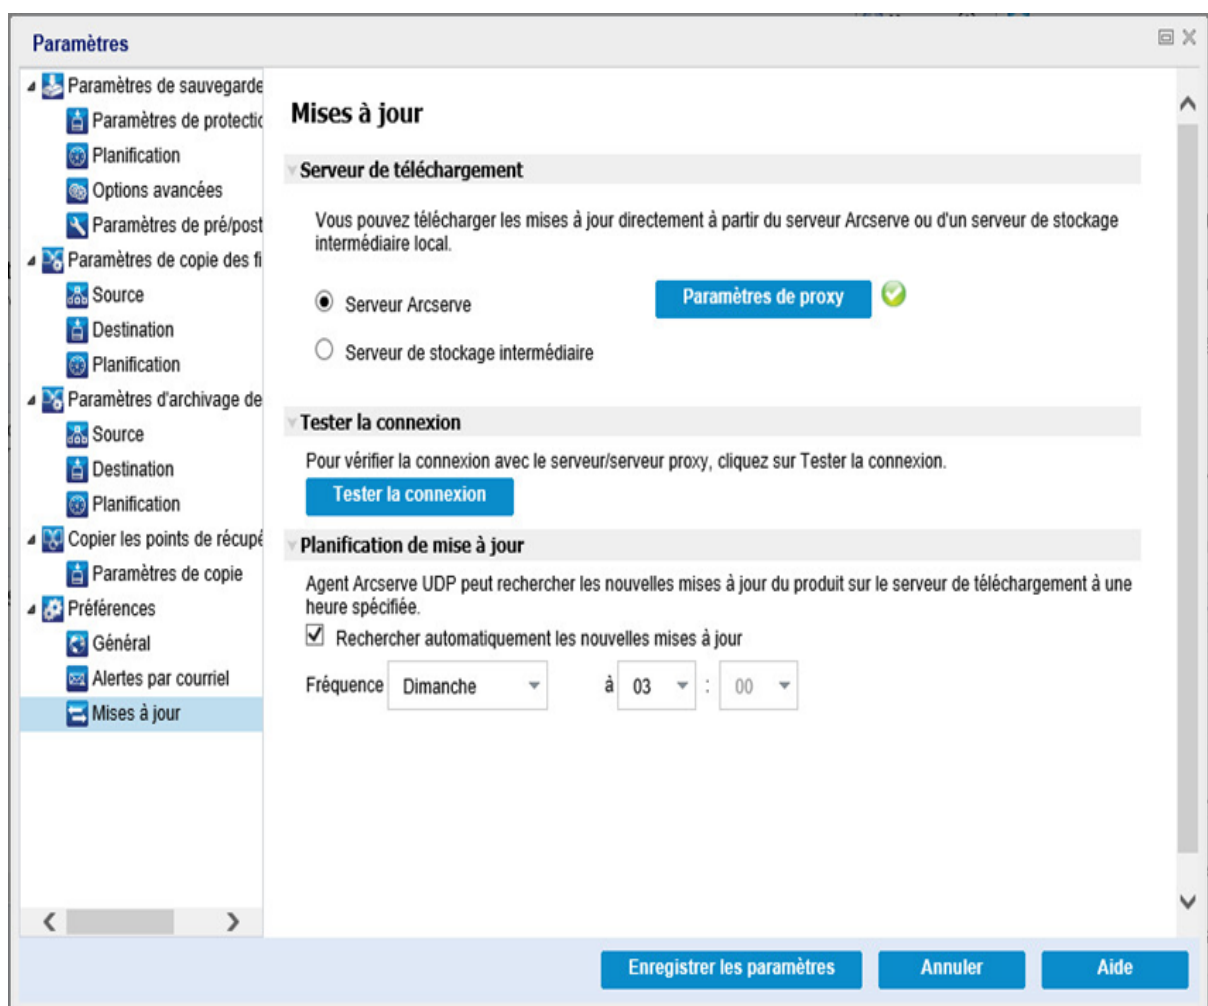 Paramètres
Paramètres de sauvegarde
Paramètres de protectio
Planification
Options avancées
Paramètres de pré/post
Paramètres de copie des fi
Source
Destination
Planification
Paramètres d'archivage de
Source
Destination
Planification
Copier les points de récupé
Paramètres de copie
Préférences
Général
Alertes par courriel
Mises à jour
Mises à jour
Serveur de téléchargement
Vous pouvez télécharger les mises à jour directement à partir du serveur Arcserve ou d'un serveur de stockage
intermédiaire local.
Serveur Arcserve
Paramètres de proxy
Serveur de stockage intermédiaire
Tester la connexion
Pour vérifier la connexion avec le serveur/serveur proxy, cliquez sur Tester la connexion.
Tester la connexion
Planification de mise à jour
Agent Arcserve UDP peut rechercher les nouvelles mises à jour du produit sur le serveur de téléchargement à une
heure spécifiée.
Rechercher automatiquement les nouvelles mises à jour
Fréquence Dimanche à 03 : 00
Enregistrer les paramètres Annuler Aide